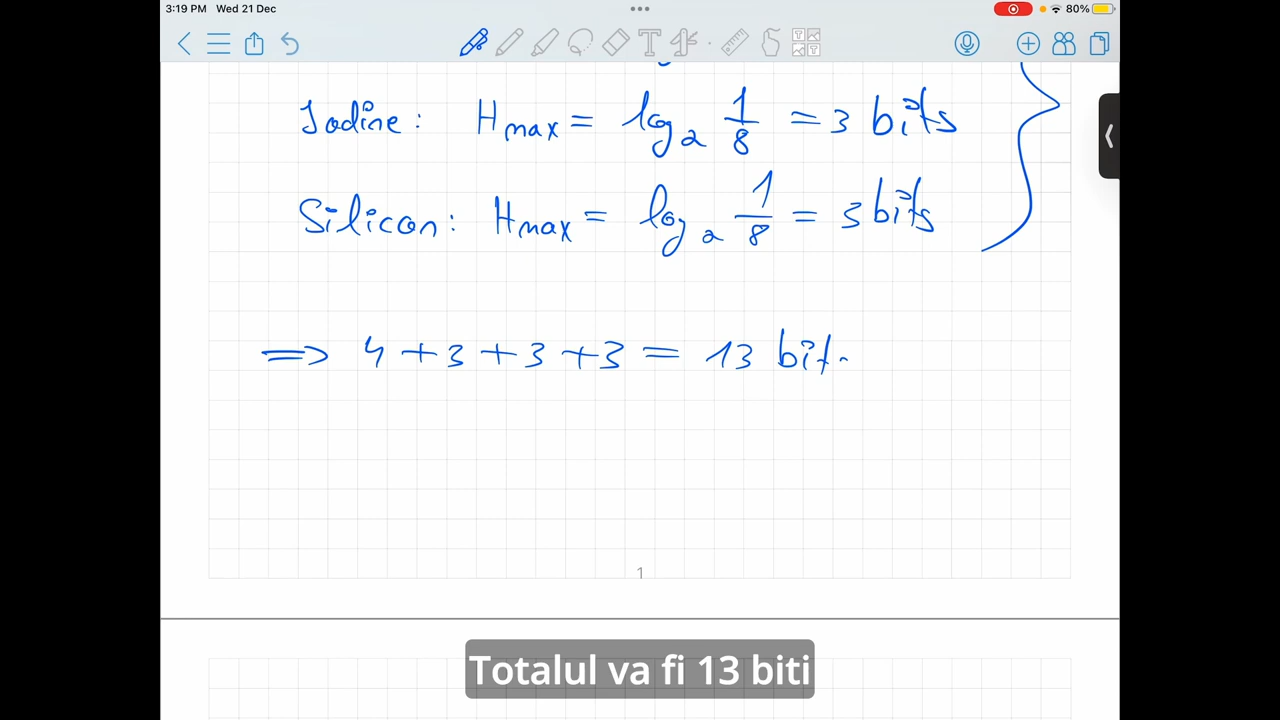 3:19 PM Wed 21 Dec
80%
Iodine: Hmax = log2 1/8 = 3 bits
Silicon: Hmax = log2 1/8 = 3 bits
⇒ 4 + 3 + 3 + 3 = 13 bit
1
Totalul va fi 13 biti